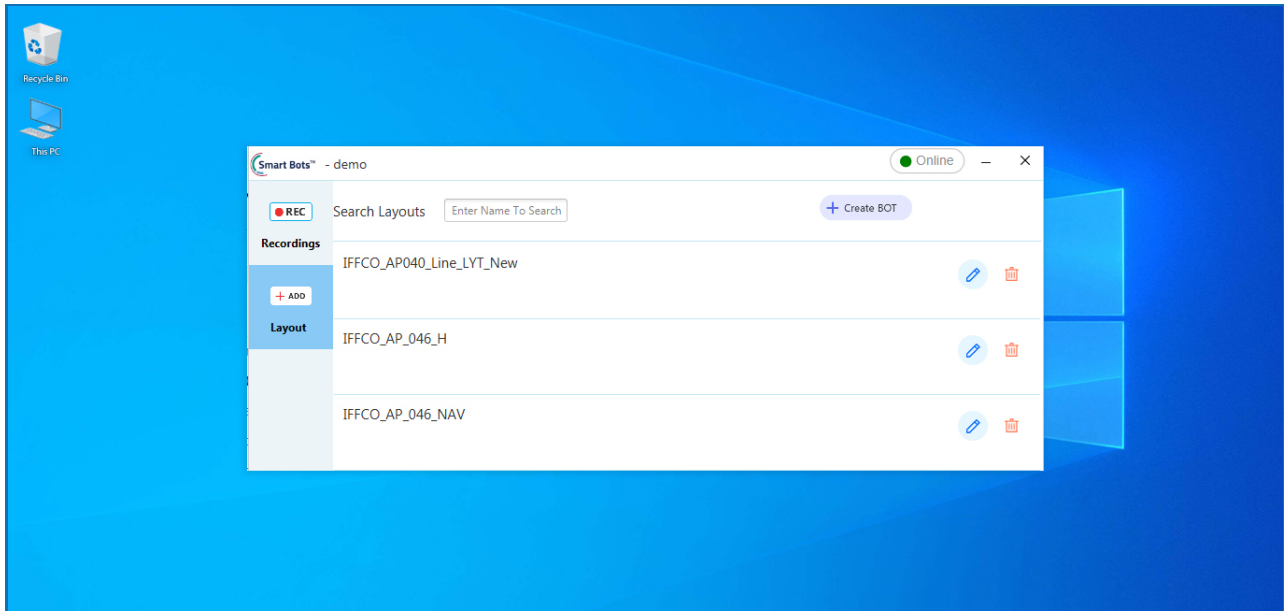 Recycle Bin
This PC
Smart Bots™ - demo
Online
REC
Recordings
Search Layouts
Enter Name To Search
+ Create BOT
IFFCO_AP040_Line_LYT_New
+ ADD
Layout
IFFCO_AP_046_H
IFFCO_AP_046_NAV